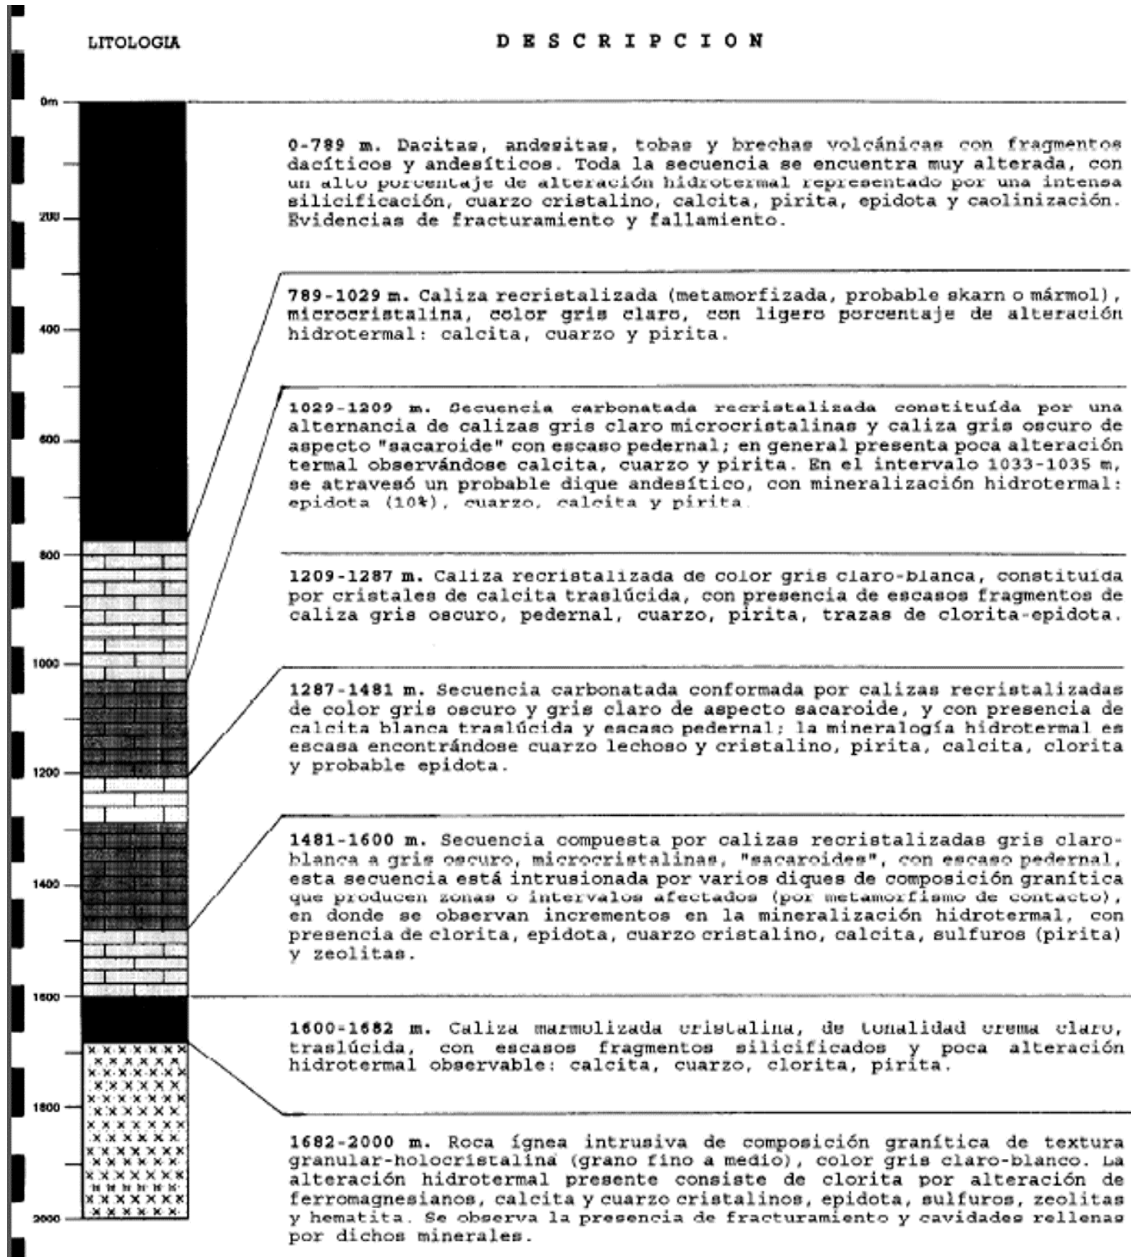 LITOLOGIA
D E S C R I P C I O N
0m
0-789 m. Dacitas, andesitas, tobas y brechas volcánicas con fragmentos
dacíticos y andesíticos. Toda la secuencia se encuentra muy alterada, con
un alto porcentaje de alteración hidrotermal representado por una intensa
silicificación, cuarzo cristalino, calcita, pirita, epidota y caolinización.
Evidencias de fracturamiento y fallamiento.
200
789-1029 m. Caliza recristalizada (metamorfizada, probable skarn o mármol),
microcristalina, color gris claro, con ligero porcentaje de alteración
hidrotermal: calcita, cuarzo y pirita.
400
1029-1209 m. Secuencia carbonatada recristalizada constituída por una
alternancia de calizas gris claro microcristalinas y caliza gris oscuro de
aspecto "sacaroide" con escaso pedernal; en general presenta poca alteración
termal observándose calcita, cuarzo y pirita. En el intervalo 1033-1035 m,
se atravesó un probable dique andesítico, con mineralización hidrotermal:
epidota (10%), cuarzo, calcita y pirita.
600
800
1209-1287 m. Caliza recristalizada de color gris claro-blanca, constituída
por cristales de calcita traslúcida, con presencia de escasos fragmentos de
caliza gris oscuro, pedernal, cuarzo, pirita, trazas de clorita-epidota.
1000
1287-1481 m. Secuencia carbonatada conformada por calizas recristalizadas
de color gris oscuro y gris claro de aspecto sacaroide, y con presencia de
calcita blanca traslúcida y escaso pedernal; la mineralogía hidrotermal es
escasa encontrándose cuarzo lechoso y cristalino, pirita, calcita, clorita
y probable epidota.
1200
1481-1600 m. Secuencia compuesta por calizas recristalizadas gris claro-
blanca a gris oscuro, microcristalinas, "sacaroides", con escaso pedernal,
esta secuencia está intrusionada por varios diques de composición granítica
que producen zonas o intervalos afectados (por metamorfismo de contacto),
en donde se observan incrementos en la mineralización hidrotermal, con
presencia de clorita, epidota, cuarzo cristalino, calcita, sulfuros (pirita)
y zeolitas.
1400
1600
1600-1682 m. Caliza marmolizada cristalina, de tonalidad crema claro,
traslúcida, con escasos fragmentos silicificados y poca alteración
hidrotermal observable: calcita, cuarzo, clorita, pirita.
1800
1682-2000 m. Roca ígnea intrusiva de composición granítica de textura
granular-holocristalina (grano fino a medio), color gris claro-blanco. La
alteración hidrotermal presente consiste de clorita por alteración de
ferromagnesianos, calcita y cuarzo cristalinos, epidota, sulfuros, zeolitas
y hematita. Se observa la presencia de fracturamiento y cavidades rellenas
por dichos minerales.
2000